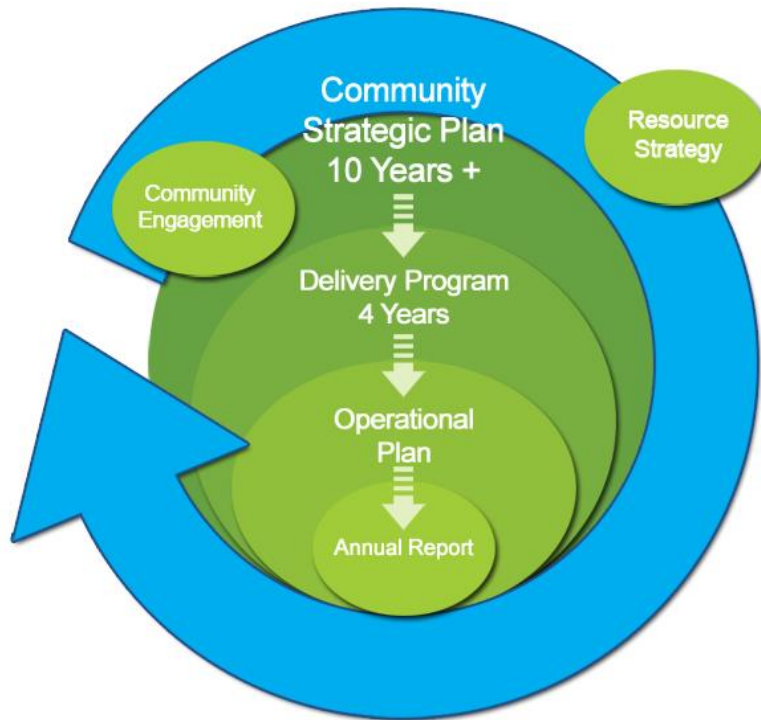 Community
Strategic Plan
10 Years +
Resource
Strategy
Community
Engagement
Delivery Program
4 Years
Operational
Plan
Annual Report